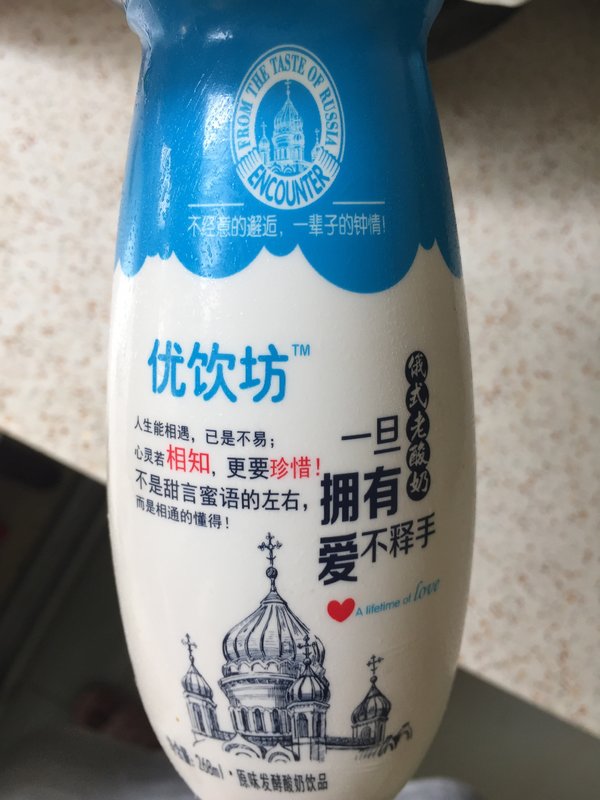 FROM THE TASTE OF RUSSIA
ENCOUNTER
不经意的邂逅，一辈子的钟情！
优饮坊™
俄式老酸奶
人生能相遇，已是不易；
心灵若相知，更要珍惜！
不是甜言蜜语的左右，
而是相通的懂得！
一旦
拥有
爱不释手
A lifetime of love
净含量: 268ml · 原味发酵酸奶饮品